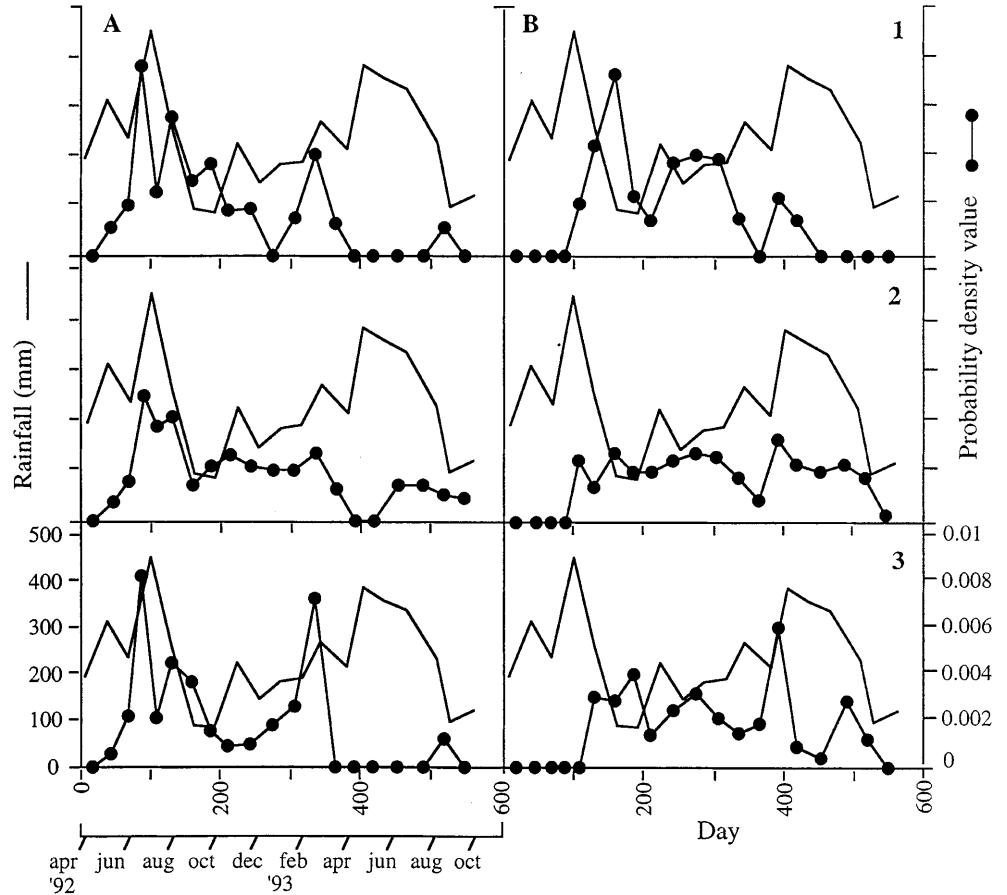 A
B
1
2
3
Rainfall (mm)
Probability density value
500
400
300
200
100
0
0.01
0.008
0.006
0.004
0.002
0
0 200 400 600 200 400 600
Day
apr jun aug oct dec feb apr jun aug oct
'92 '93